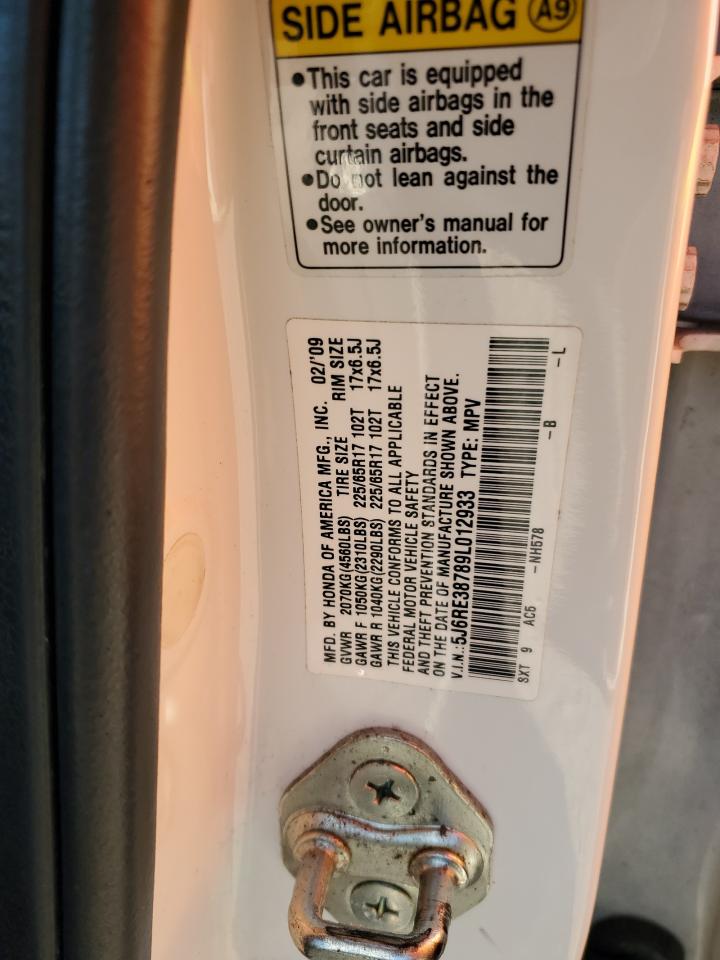 SIDE AIRBAG A9
•This car is equipped
with side airbags in the
front seats and side
curtain airbags.
•Do not lean against the
door.
•See owner's manual for
more information.
MFD. BY HONDA OF AMERICA MFG., INC. 02/'09
GVWR 2070KG(4560LBS) TIRE SIZE RIM SIZE
GAWR F 1050KG(2310LBS) 225/65R17 102T 17x6.5J
GAWR R 1040KG(2290LBS) 225/65R17 102T 17x6.5J
THIS VEHICLE CONFORMS TO ALL APPLICABLE
FEDERAL MOTOR VEHICLE SAFETY
AND THEFT PREVENTION STANDARDS IN EFFECT
ON THE DATE OF MANUFACTURE SHOWN ABOVE.
V.I.N.:5J6RE38789L012933 TYPE: MPV
SXT 9 AC5 -NH578 -B -L